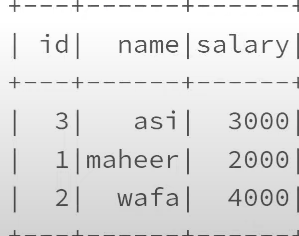 +---+------+------+
| id|  name|salary|
+---+------+------+
|  3|   asi|  3000|
|  1|maheer|  2000|
|  2|  wafa|  4000|
+---+------+------+